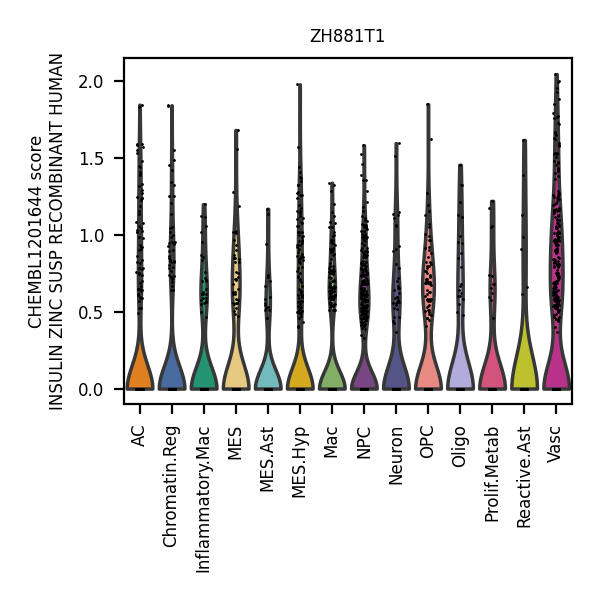 ZH881T1
CHEMBL1201644 score
INSULIN ZINC SUSP RECOMBINANT HUMAN
2.0
1.5
1.0
0.5
0.0
AC
Chromatin.Reg
Inflammatory.Mac
MES
MES.Ast
MES.Hyp
Mac
NPC
Neuron
OPC
Oligo
Prolif.Metab
Reactive.Ast
Vasc